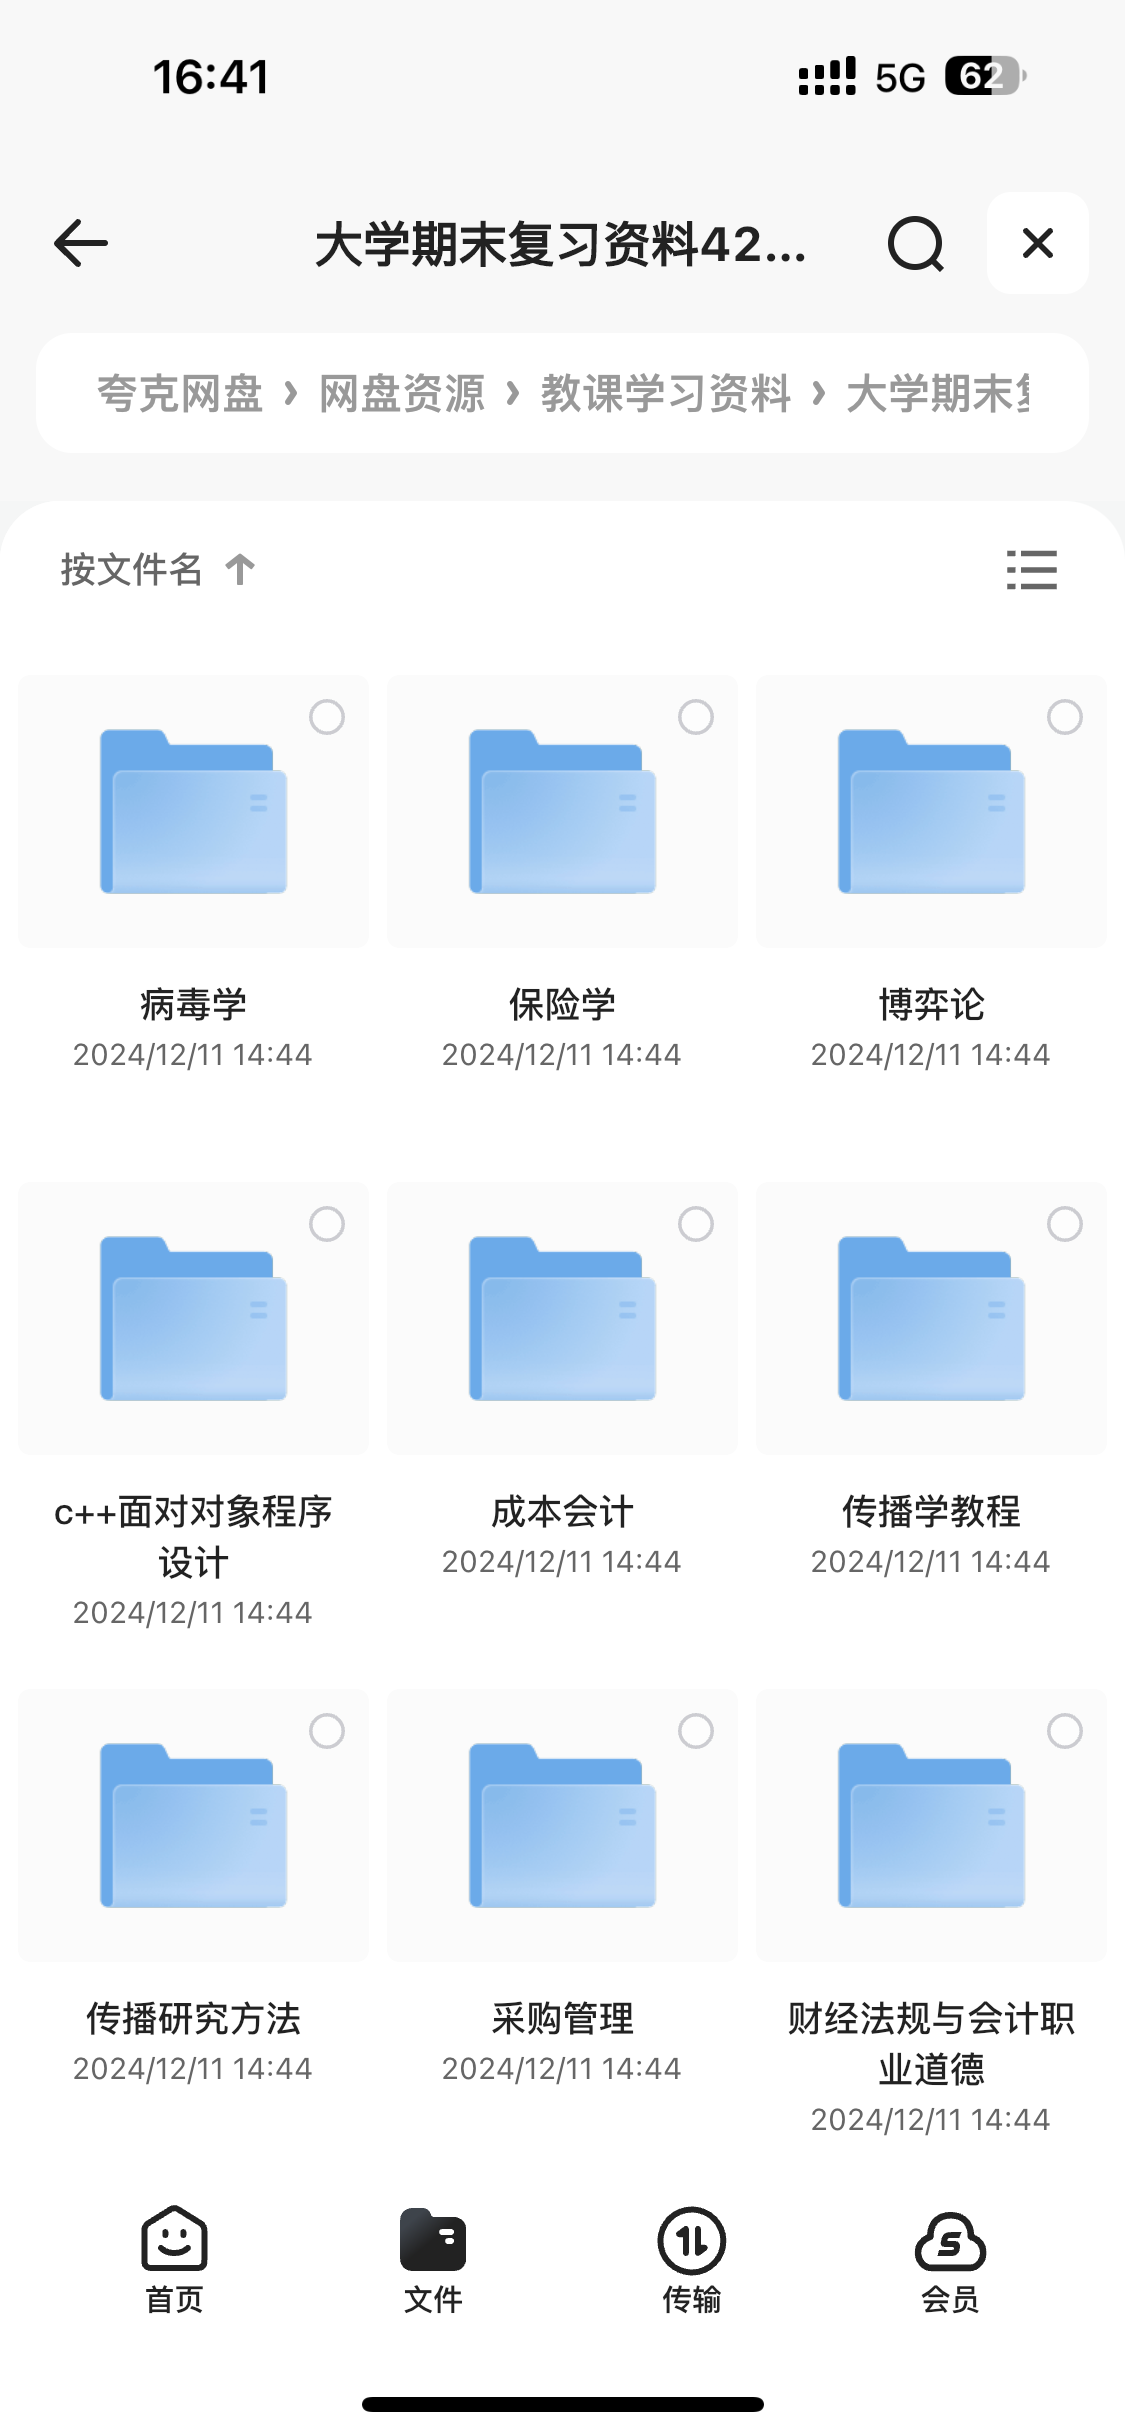 16:41
5G 62
大学期末复习资料42...
夸克网盘 › 网盘资源 › 教课学习资料 › 大学期末
按文件名
病毒学
2024/12/11 14:44
保险学
2024/12/11 14:44
博弈论
2024/12/11 14:44
c++面对对象程序
设计
2024/12/11 14:44
成本会计
2024/12/11 14:44
传播学教程
2024/12/11 14:44
传播研究方法
2024/12/11 14:44
采购管理
2024/12/11 14:44
财经法规与会计职
业道德
2024/12/11 14:44
首页
文件
传输
会员